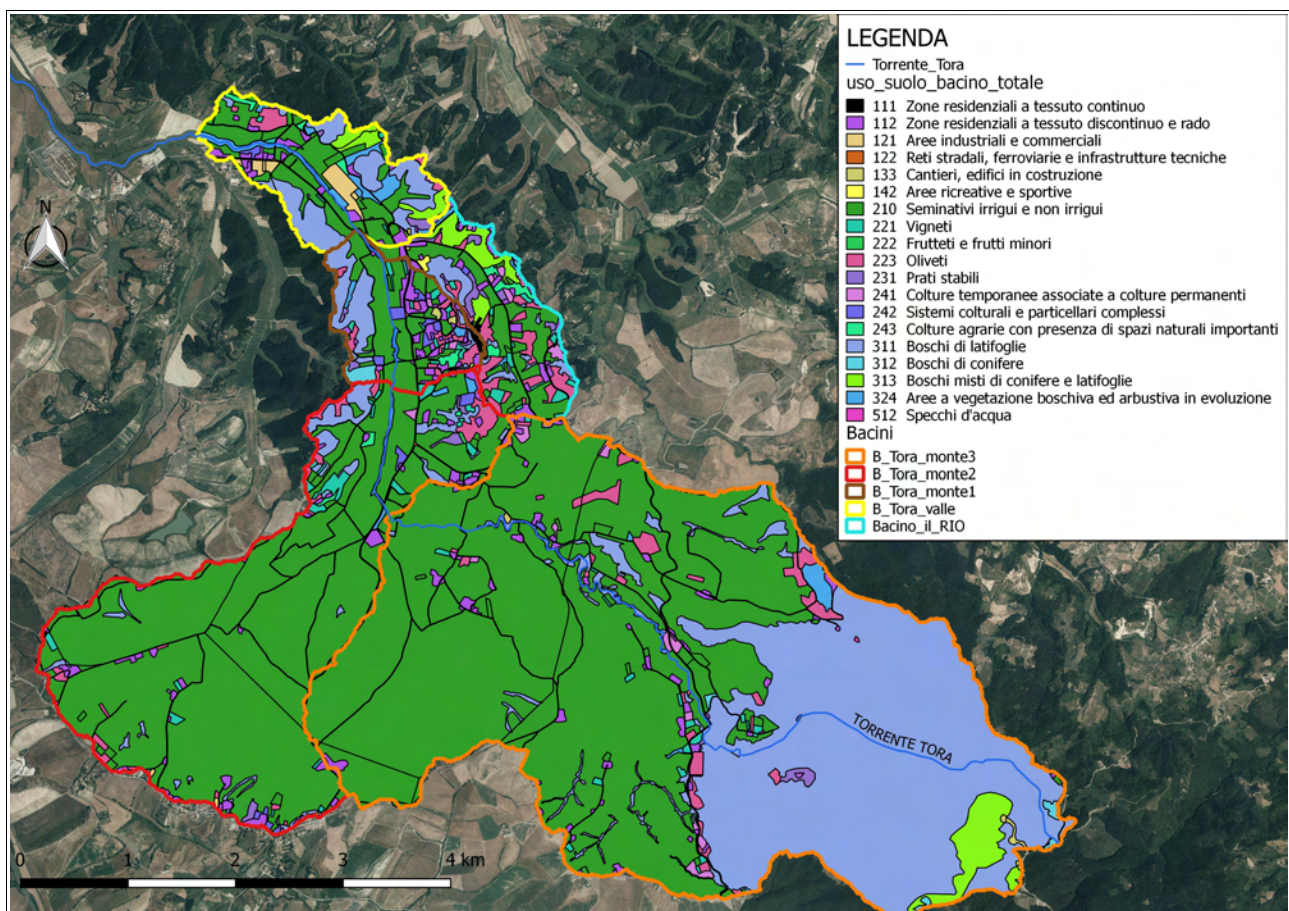 LEGENDA
Torrente_Tora
uso_suolo_bacino_totale
111 Zone residenziali a tessuto continuo
112 Zone residenziali a tessuto discontinuo e rado
121 Aree industriali e commerciali
122 Reti stradali, ferroviarie e infrastrutture tecniche
133 Cantieri, edifici in costruzione
142 Aree ricreative e sportive
210 Seminativi irrigui e non irrigui
221 Vigneti
222 Frutteti e frutti minori
223 Oliveti
231 Prati stabili
241 Colture temporanee associate a colture permanenti
242 Sistemi colturali e particellari complessi
243 Colture agrarie con presenza di spazi naturali importanti
311 Boschi di latifoglie
312 Boschi di conifere
313 Boschi misti di conifere e latifoglie
324 Aree a vegetazione boschiva ed arbustiva in evoluzione
512 Specchi d'acqua
Bacini
B_Tora_monte3
B_Tora_monte2
B_Tora_monte1
B_Tora_valle
Bacino_il_RIO
N
TORRENTE TORA
0 1 2 3 4 km